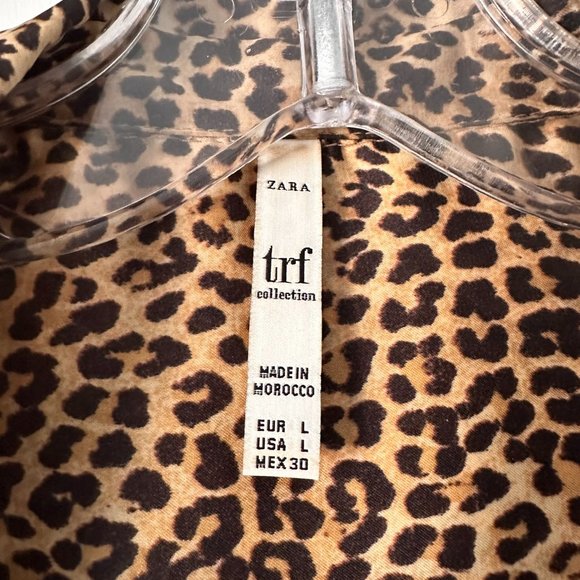 ZARA
trf
collection
MADE IN
MOROCCO
EUR L
USA L
MEX 30